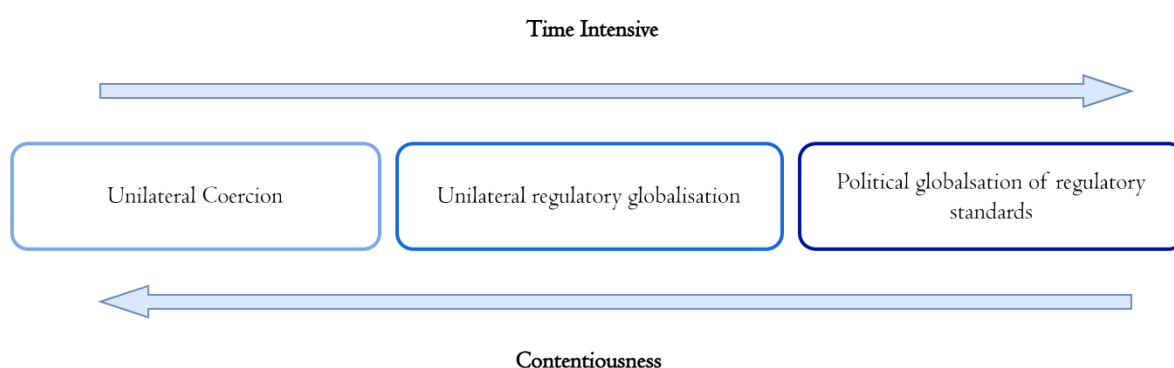 Time Intensive
Unilateral Coercion
Unilateral regulatory globalisation
Political globalsation of regulatory
standards
Contentiousness